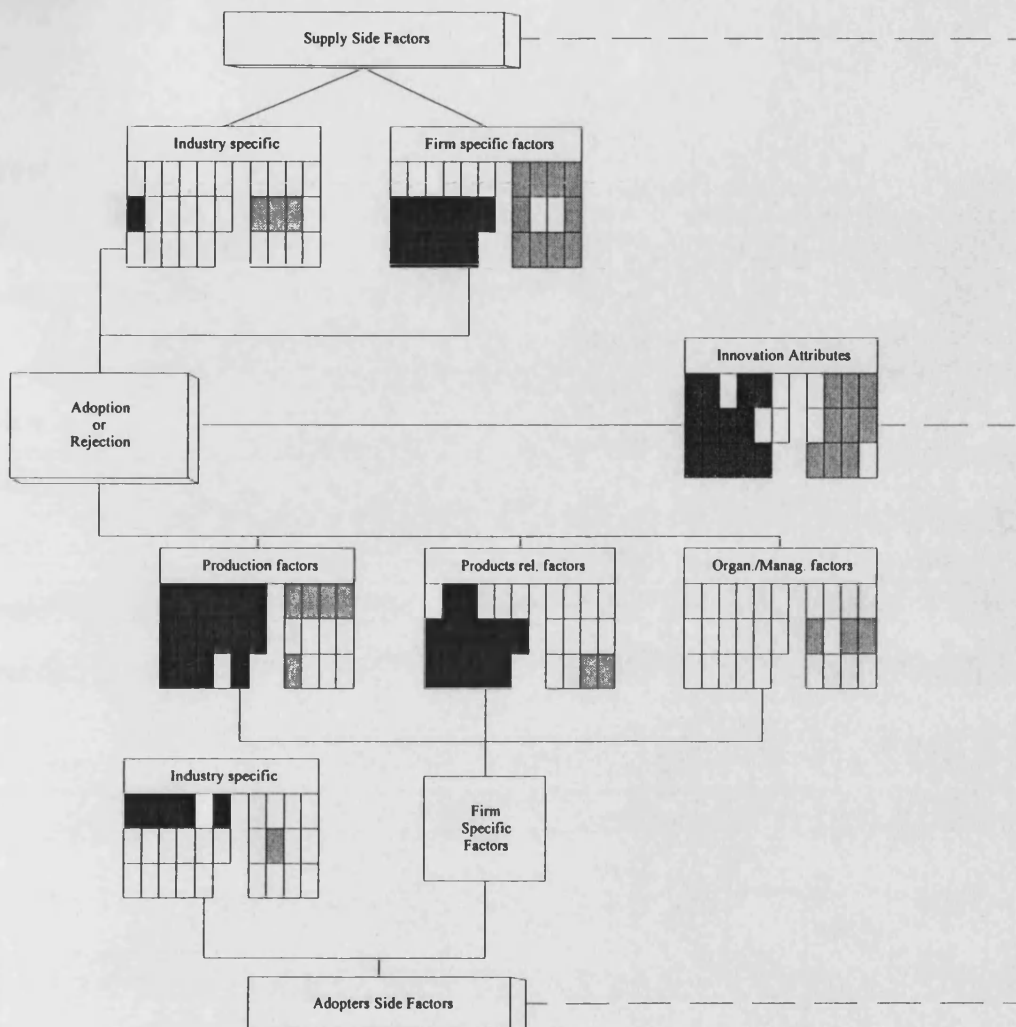 Supply Side Factors
Industry specific
Firm specific factors
Innovation Attributes
Adoption
or
Rejection
Production factors
Products rel. factors
Organ./Manag. factors
Industry specific
Firm
Specific
Factors
Adopters Side Factors